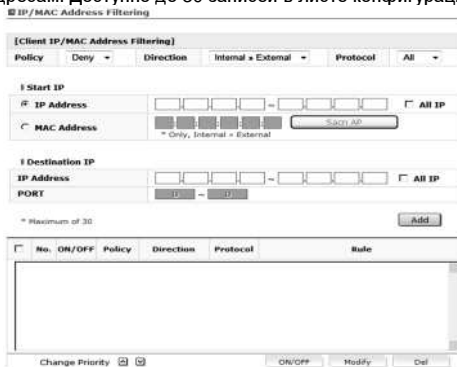 адресам. Доступно до 30 записей в листе конфигурац
IP/MAC Address Filtering
[Client IP/MAC Address Filtering]
Policy Deny Direction Internal » External Protocol All
Start IP
IP Address ~ All IP
MAC Address Sacn AP
* Only, Internal » External
Destination IP
IP Address ~ All IP
PORT ~
* Maximum of 30 Add
No. ON/OFF Policy Direction Protocol Rule
Change Priority ON/OFF Modify Del